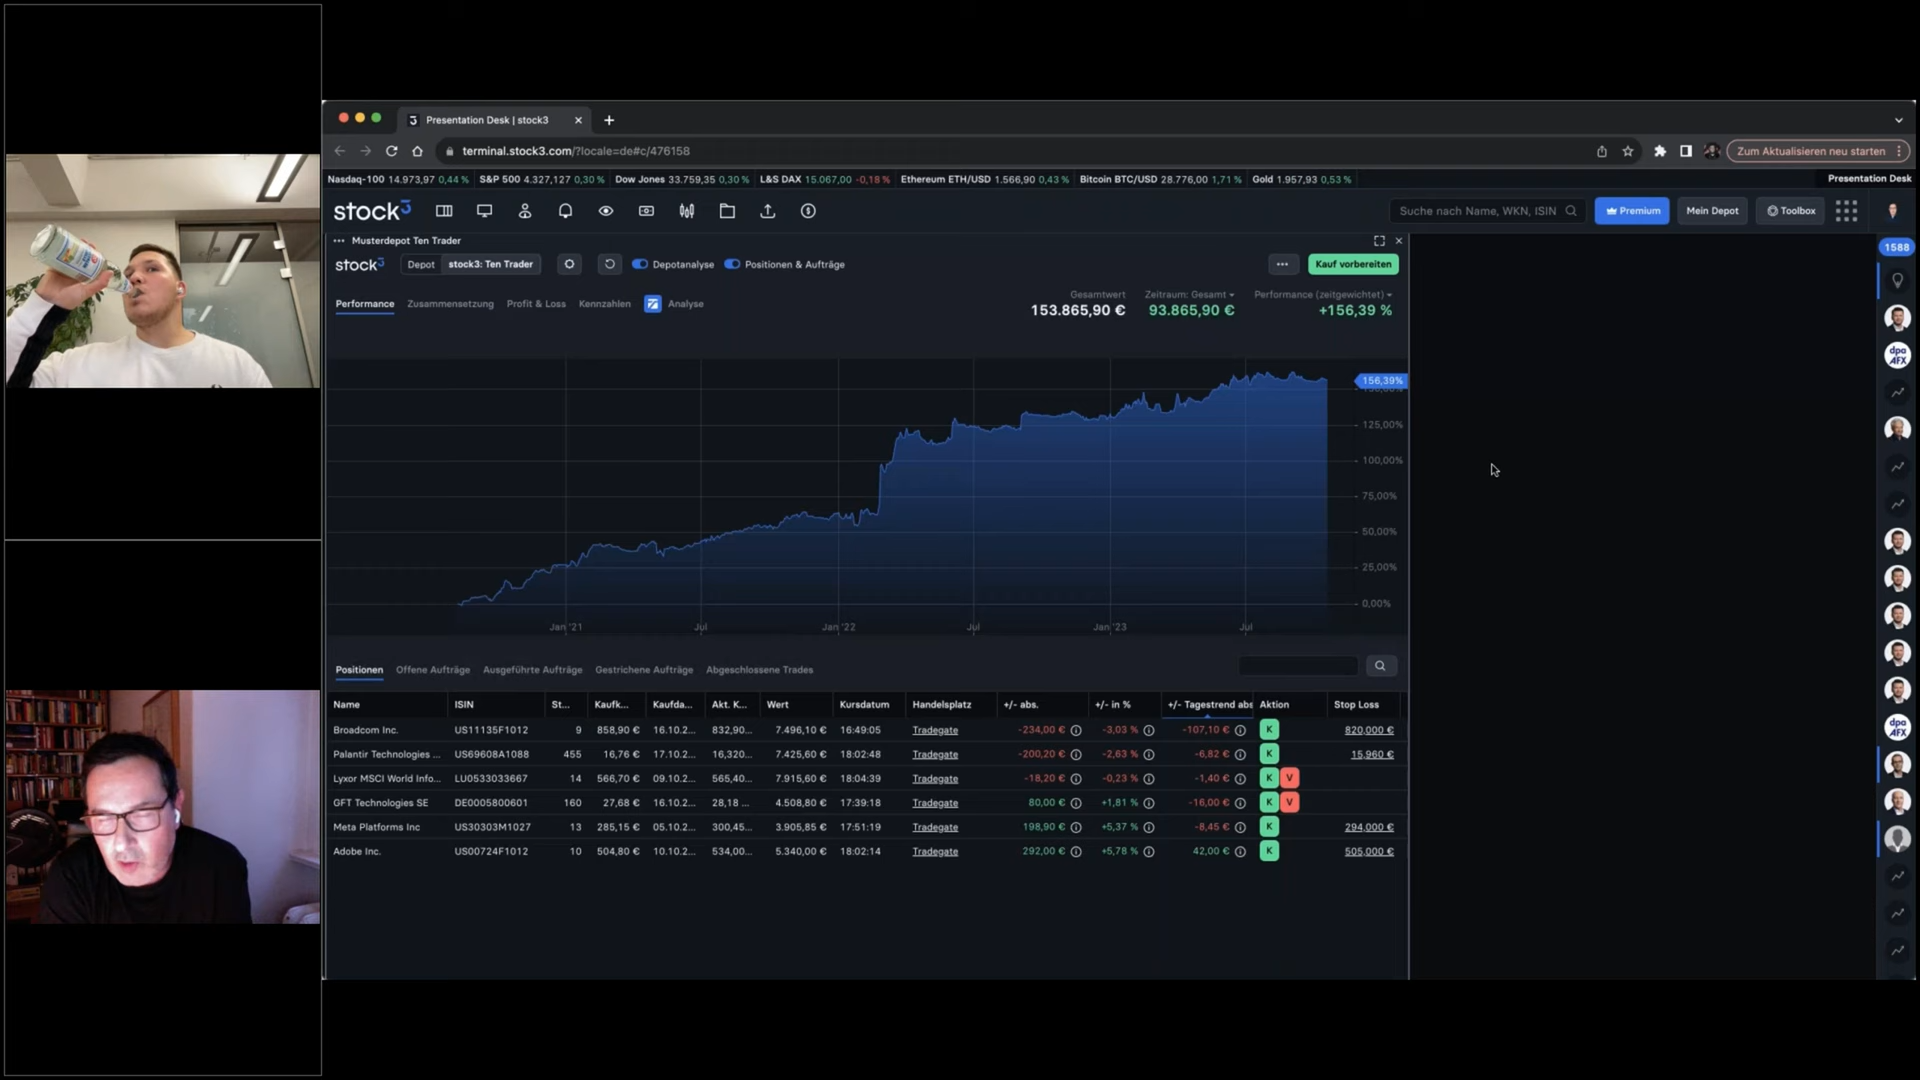 Presentation Desk | stock3
terminal.stock3.com/?locale=de#c/476158
Zum Aktualisieren neu starten
Nasdaq-100 14.973,97 0,44 % S&P 500 4.327,127 0,30 % Dow Jones 33.759,35 0,30 % L&S DAX 15.067,00 -0,18 % Ethereum ETH/USD 1.566,90 0,43 % Bitcoin BTC/USD 28.776,00 1,71 % Gold 1.957,93 0,53 %
Presentation Desk
stock3
Suche nach Name, WKN, ISIN
Premium
Mein Depot
Toolbox
Musterdepot Ten Trader
1588
stock3
Depot stock3: Ten Trader
Depotanalyse
Positionen & Aufträge
Kauf vorbereiten
Performance Zusammensetzung Profit & Loss Kennzahlen Analyse
Gesamtwert
153.865,90 €
Zeitraum: Gesamt
93.865,90 €
Performance (zeitgewichtet)
+156,39 %
dpa AFX
156,39%
125,00%
100,00%
75,00%
50,00%
25,00%
0,00%
Jan '21 Jul Jan '22 Jul Jan '23 Jul
Positionen Offene Aufträge Ausgeführte Aufträge Gestrichene Aufträge Abgeschlossene Trades
Name ISIN St... Kaufk... Kaufda... Akt. K... Wert Kursdatum Handelsplatz +/- abs. +/- in % +/- Tagestrend abs Aktion Stop Loss
Broadcom Inc. US11135F1012 9 858,90 € 16.10.2... 832,90... 7.496,10 € 16:49:05 Tradegate -234,00 € -3,03 % -107,10 € K 820,000 €
Palantir Technologies ... US69608A1088 455 16,76 € 17.10.2... 16,320... 7.425,60 € 18:02:48 Tradegate -200,20 € -2,63 % -6,82 € K 15,960 €
Lyxor MSCI World Info... LU0533033667 14 566,70 € 09.10.2... 565,40... 7.915,60 € 18:04:39 Tradegate -18,20 € -0,23 % -1,40 € K V
GFT Technologies SE DE0005800601 160 27,68 € 16.10.2... 28,18 ... 4.508,80 € 17:39:18 Tradegate 80,00 € +1,81 % -16,00 € K V
Meta Platforms Inc US30303M1027 13 285,15 € 05.10.2... 300,45... 3.905,85 € 17:51:19 Tradegate 198,90 € +5,37 % -8,45 € K 294,000 €
Adobe Inc. US00724F1012 10 504,80 € 10.10.2... 534,00... 5.340,00 € 18:02:14 Tradegate 292,00 € +5,78 % 42,00 € K 505,000 €
dpa AFX